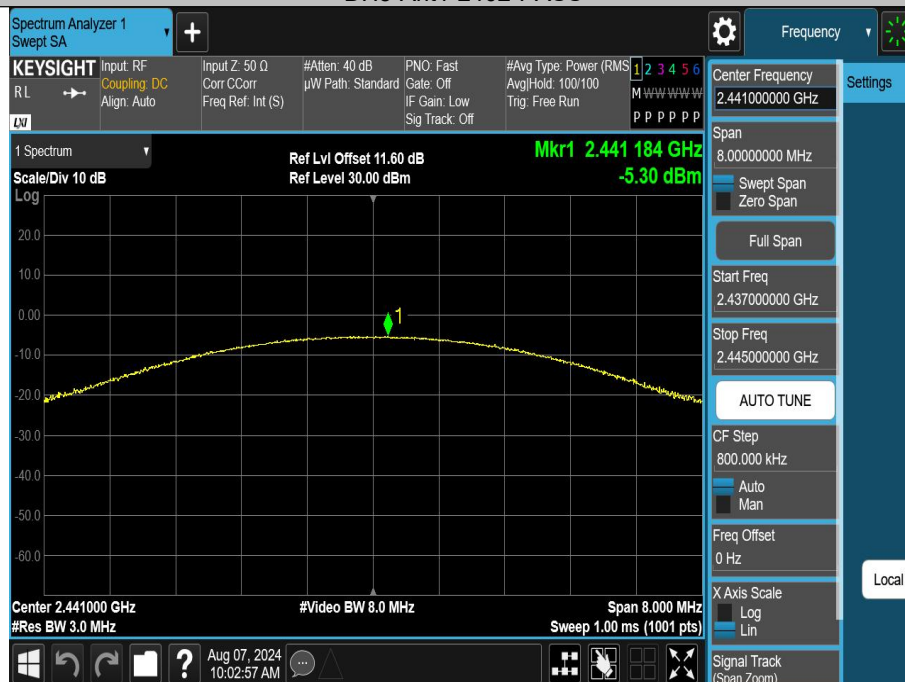 Spectrum Analyzer 1
Swept SA
Frequency
KEYSIGHT
RL
LXI
Input: RF
Coupling: DC
Align: Auto
Input Z: 50 Ω
Corr CCorr
Freq Ref: Int (S)
#Atten: 40 dB
µW Path: Standard
PNO: Fast
Gate: Off
IF Gain: Low
Sig Track: Off
#Avg Type: Power (RMS
Avg|Hold: 100/100
Trig: Free Run
1 2 3 4 5 6
M W W W W W
P P P P P P
1 Spectrum
Scale/Div 10 dB
Log
Ref Lvl Offset 11.60 dB
Ref Level 30.00 dBm
Mkr1 2.441 184 GHz
-5.30 dBm
20.0
10.0
0.00
-10.0
-20.0
-30.0
-40.0
-50.0
-60.0
1
Center 2.441000 GHz
#Res BW 3.0 MHz
#Video BW 8.0 MHz
Span 8.000 MHz
Sweep 1.00 ms (1001 pts)
Aug 07, 2024
10:02:57 AM
Center Frequency
2.441000000 GHz
Settings
Span
8.00000000 MHz
Swept Span
Zero Span
Full Span
Start Freq
2.437000000 GHz
Stop Freq
2.445000000 GHz
AUTO TUNE
CF Step
800.000 kHz
Auto
Man
Freq Offset
0 Hz
X Axis Scale
Log
Lin
Local
Signal Track
(Span Zoom)